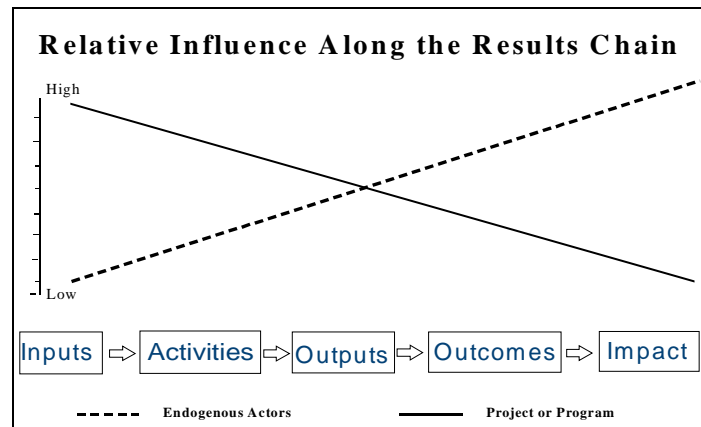 Relative Influence Along the Results Chain
High
Low
Inputs Activities Outputs Outcomes Impact
Endogenous Actors Project or Program